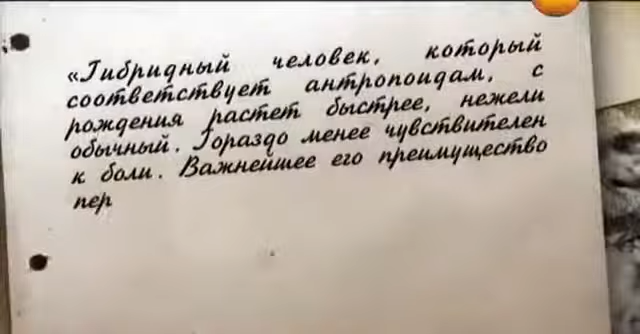 «Гибридный человек, который
соответствует антропоидам, с
рождения растет быстрее, нежели
обычный. Гораздо менее чувствителен
к боли. Важнейшее его преимущество
пер